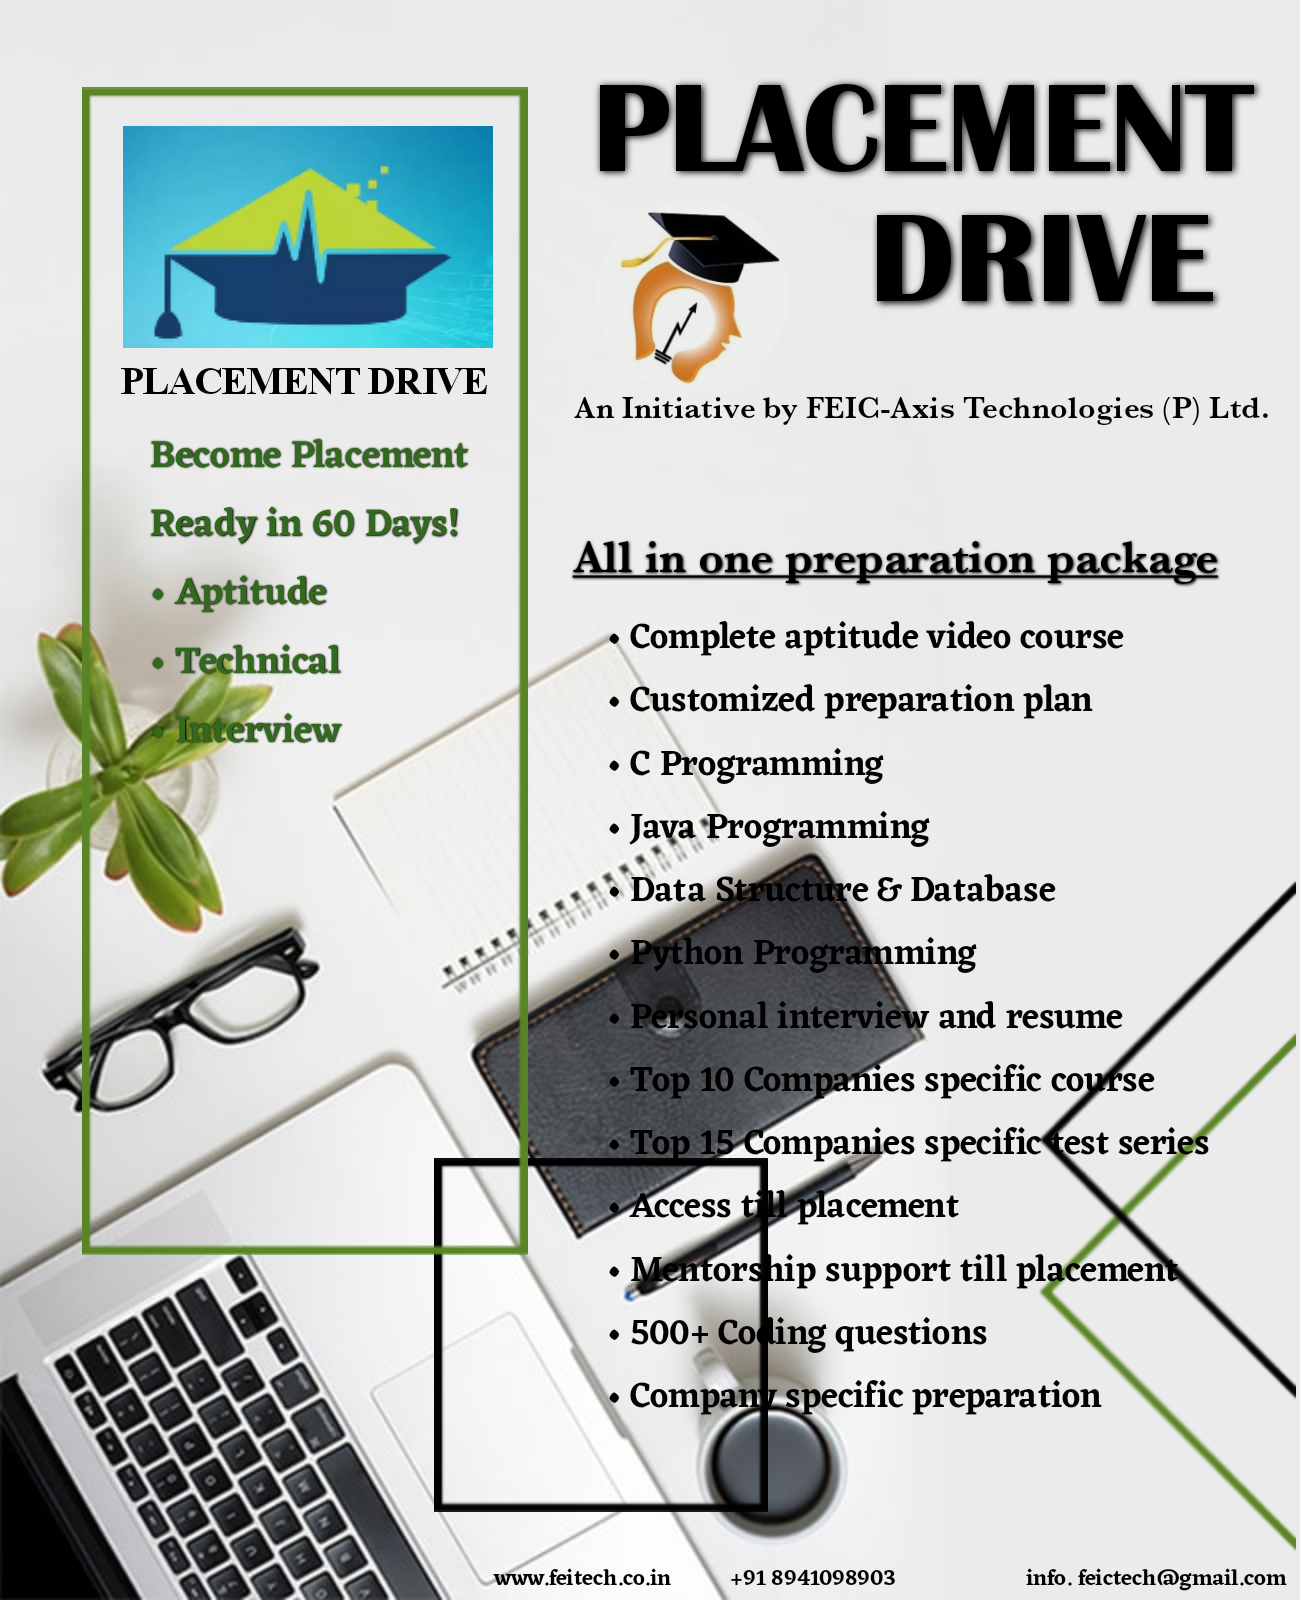 PLACEMENT
DRIVE
An Initiative by FEIC-Axis Technologies (P) Ltd.
PLACEMENT DRIVE
Become Placement
Ready in 60 Days!
• Aptitude
• Technical
• Interview
All in one preparation package
• Complete aptitude video course
• Customized preparation plan
• C Programming
• Java Programming
• Data Structure & Database
• Python Programming
• Personal interview and resume
• Top 10 Companies specific course
• Top 15 Companies specific test series
• Access till placement
• Mentorship support till placement
• 500+ Coding questions
• Company specific preparation
www.feitech.co.in +91 8941098903 info. feictech@gmail.com